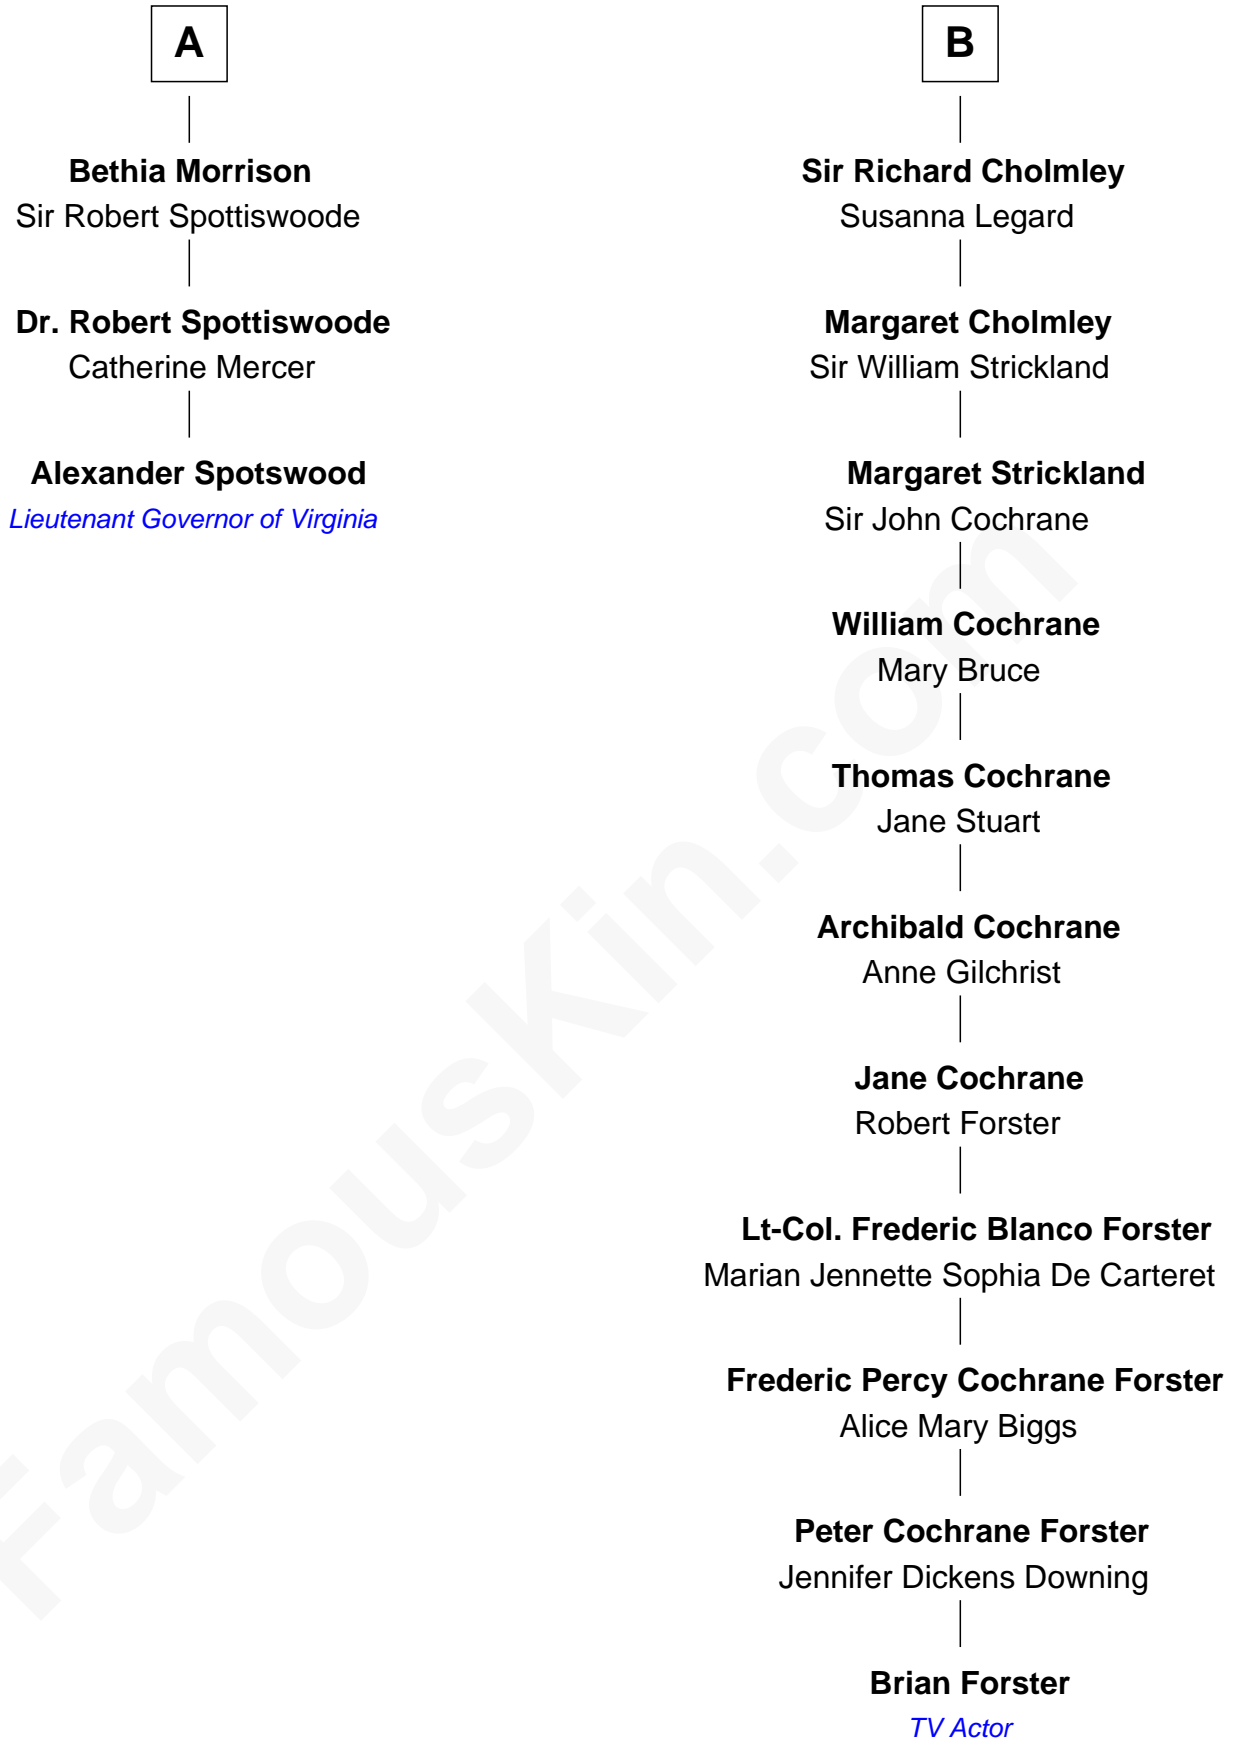 A
Bethia Morrison
Sir Robert Spottiswoode
Dr. Robert Spottiswoode
Catherine Mercer
Alexander Spotswood
Lieutenant Governor of Virginia
B
Sir Richard Cholmley
Susanna Legard
Margaret Cholmley
Sir William Strickland
Margaret Strickland
Sir John Cochrane
William Cochrane
Mary Bruce
Thomas Cochrane
Jane Stuart
Archibald Cochrane
Anne Gilchrist
Jane Cochrane
Robert Forster
Lt-Col. Frederic Blanco Forster
Marian Jennette Sophia De Carteret
Frederic Percy Cochrane Forster
Alice Mary Biggs
Peter Cochrane Forster
Jennifer Dickens Downing
Brian Forster
TV Actor
FamousKin.com